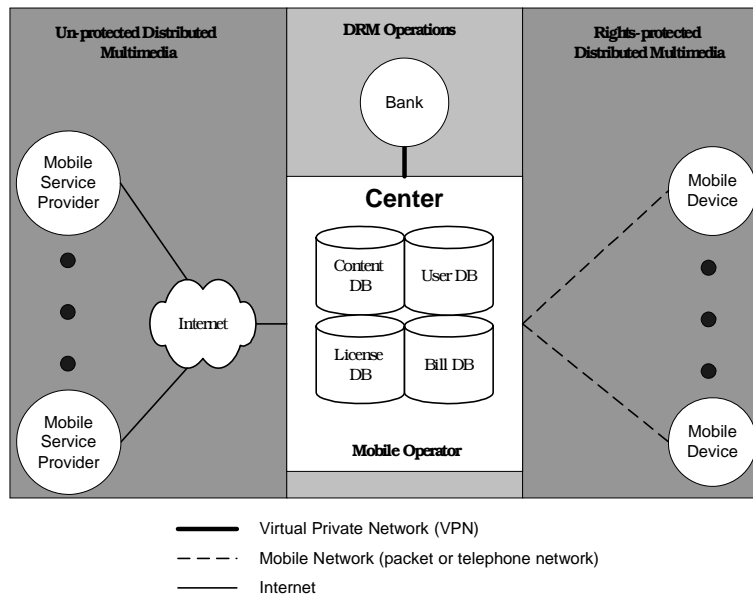 Un-protected Distributed
Multimedia
DRM Operations
Rights-protected
Distributed Multimedia
Bank
Mobile
Service
Provider
Center
Mobile
Device
Content
DB
User DB
Internet
License
DB
Bill DB
Mobile
Service
Provider
Mobile Operator
Mobile
Device
Virtual Private Network (VPN)
Mobile Network (packet or telephone network)
Internet